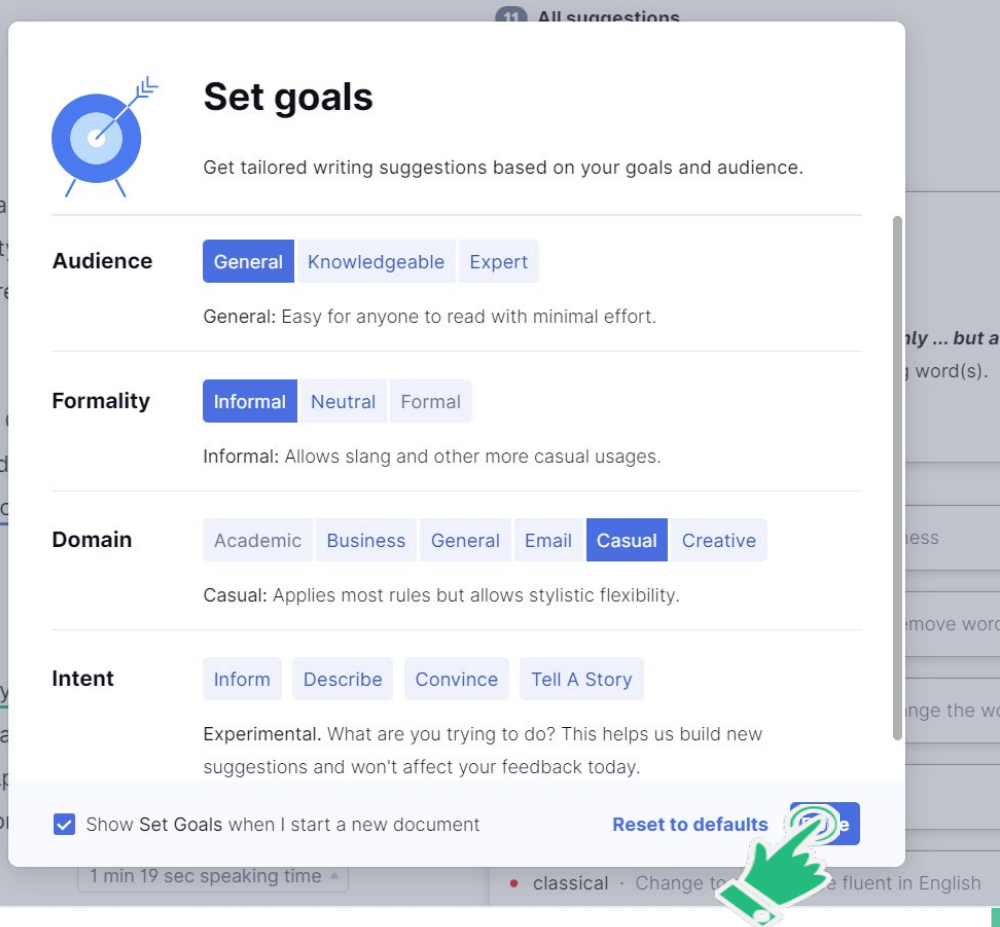 11 All suggestions
Set goals
Get tailored writing suggestions based on your goals and audience.
Audience
General Knowledgeable Expert
General: Easy for anyone to read with minimal effort.
Formality
Informal Neutral Formal
Informal: Allows slang and other more casual usages.
Domain
Academic Business General Email Casual Creative
Casual: Applies most rules but allows stylistic flexibility.
Intent
Inform Describe Convince Tell A Story
Experimental. What are you trying to do? This helps us build new
suggestions and won't affect your feedback today.
Show Set Goals when I start a new document
Reset to defaults
... but
word(s).
word
the
1 min 19 sec speaking time
classical · Change to fluent in English